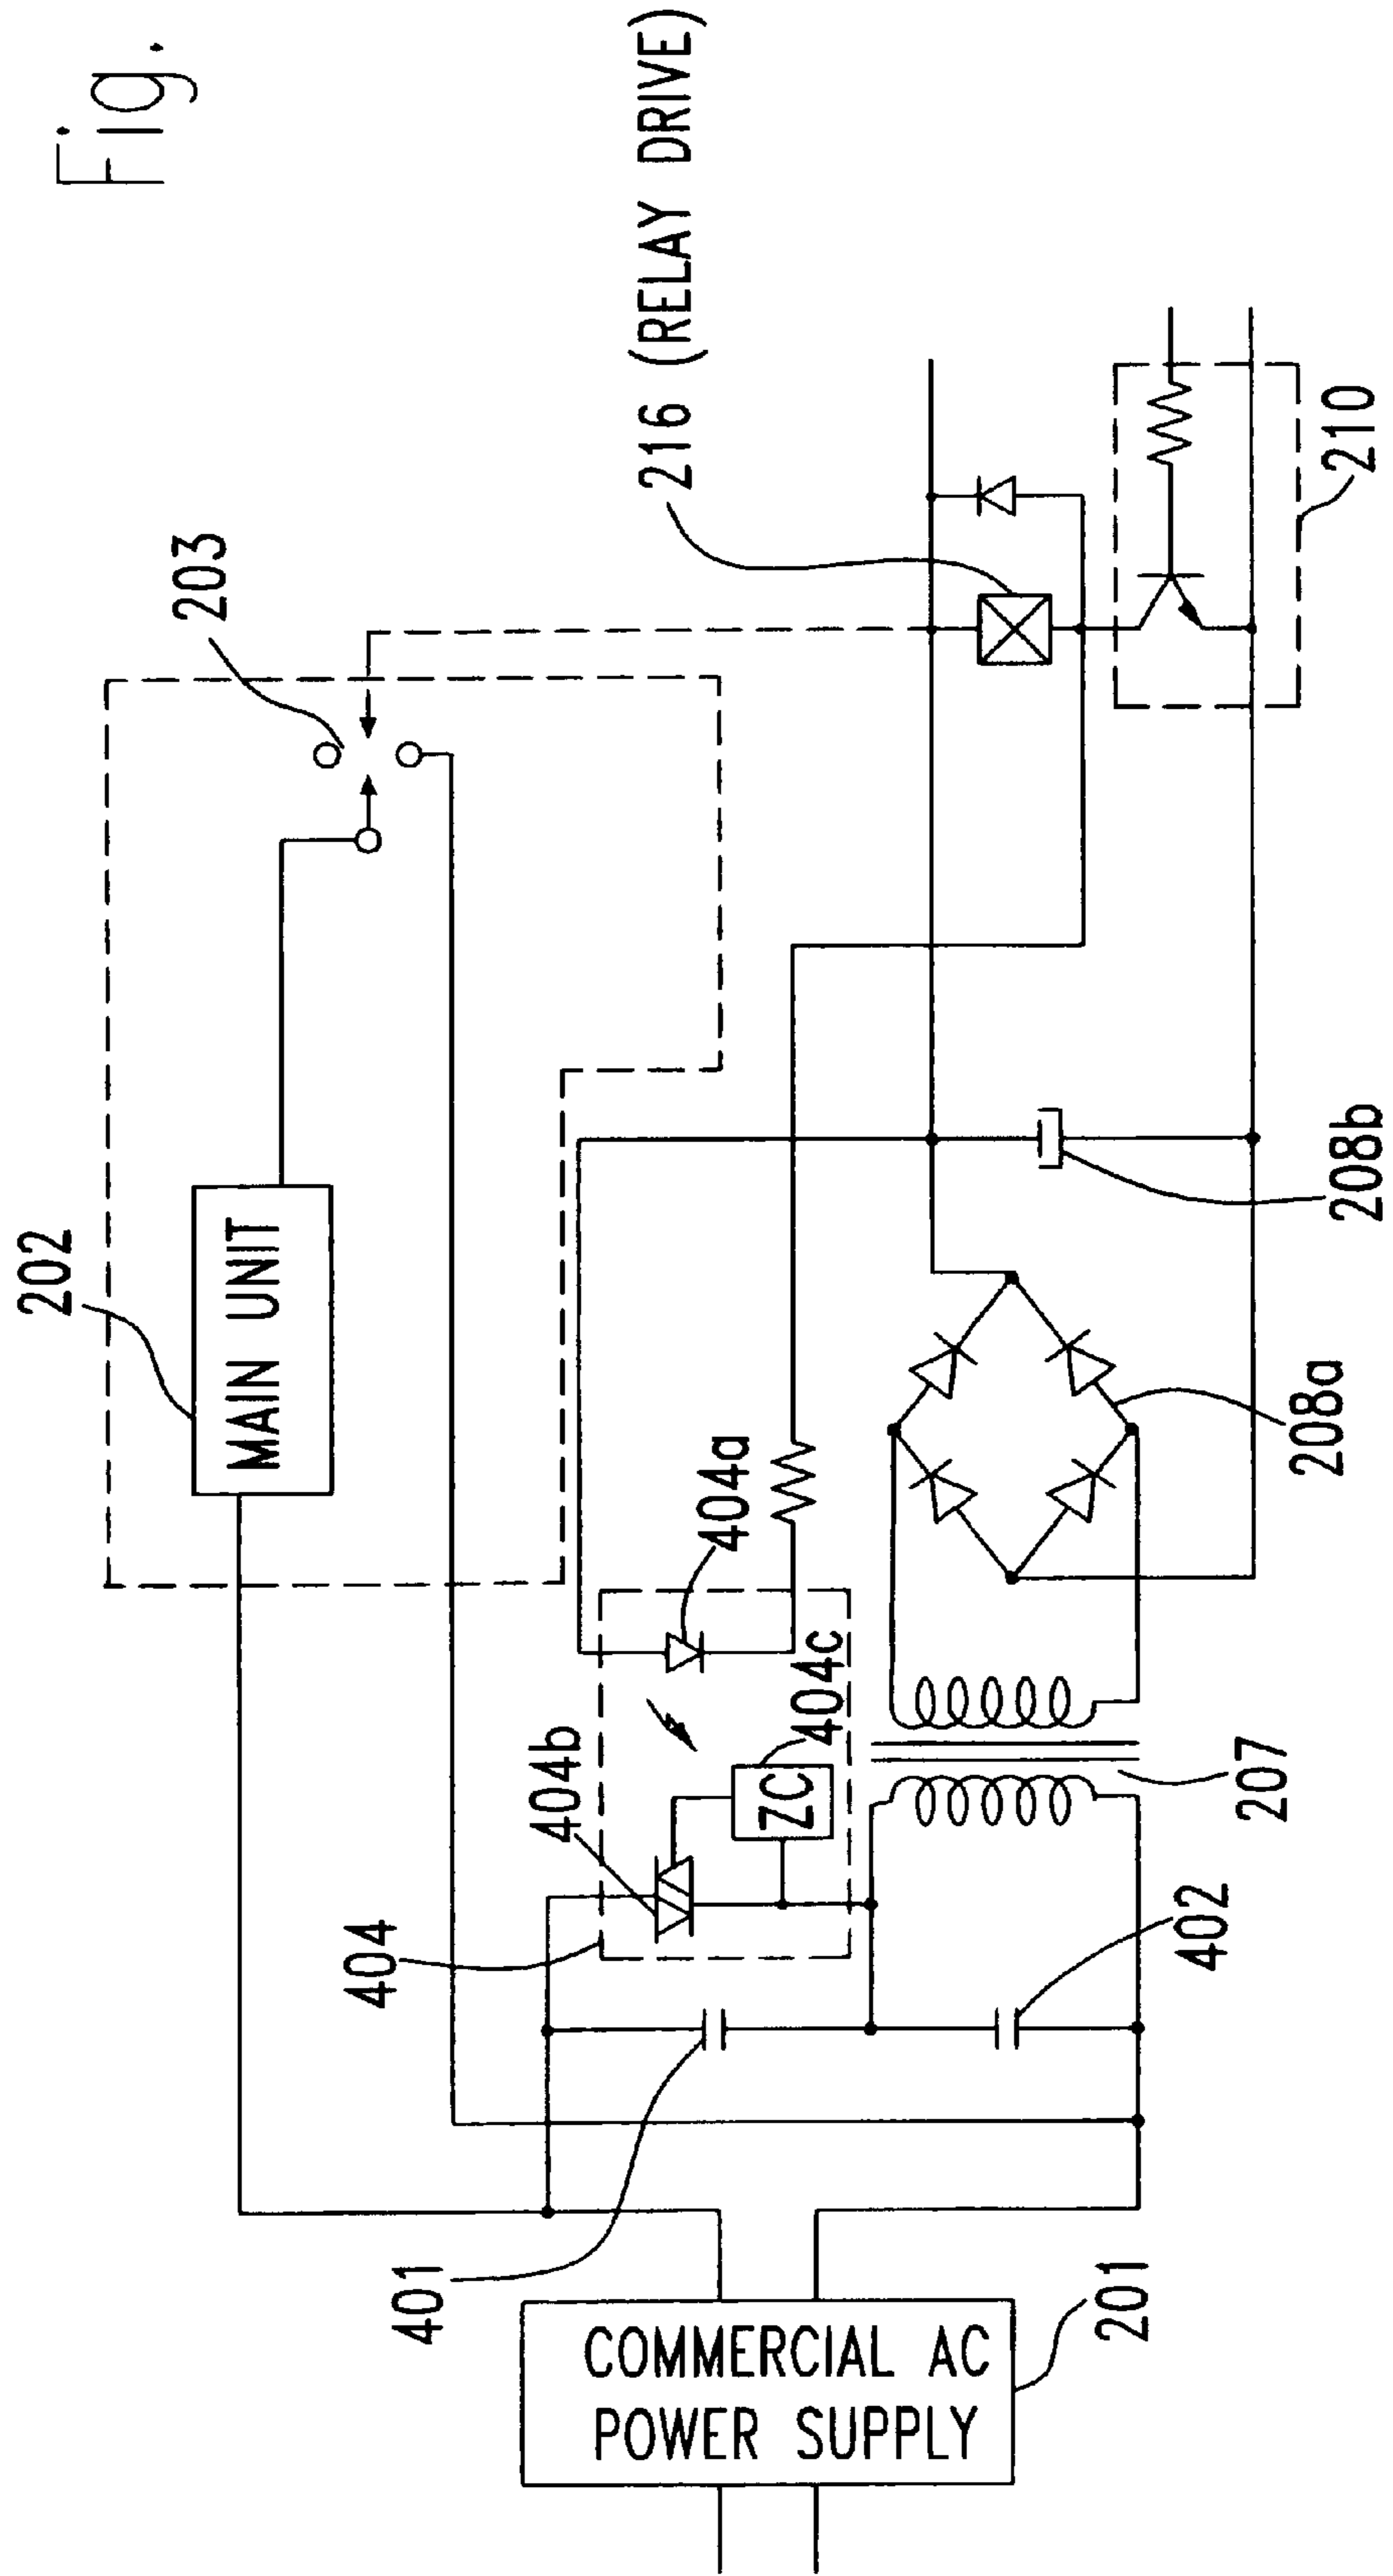 Fig.
202
MAIN UNIT
203
216 (RELAY DRIVE)
404
404b
404a
404c
ZC
401
COMMERCIAL AC
POWER SUPPLY
201
402
207
208a
208b
210